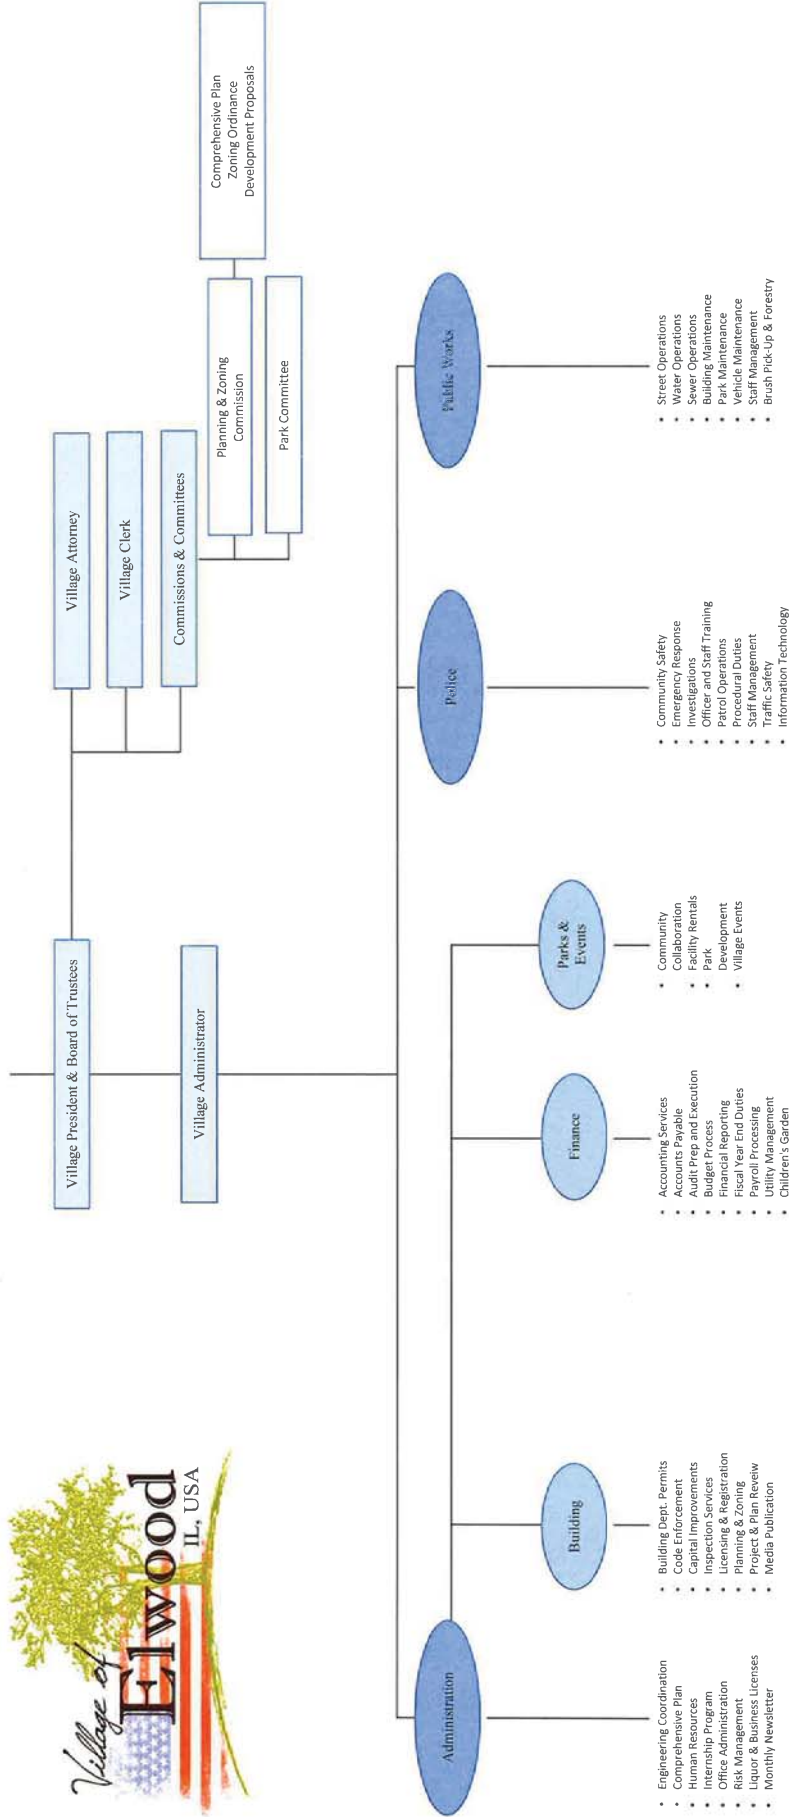 Village of
Elwood
IL, USA
Village President & Board of Trustees
Village Administrator
Village Attorney
Village Clerk
Commissions & Committees
Planning & Zoning
Commission
Park Committee
Comprehensive Plan
Zoning Ordinance
Development Proposals
Administration
• Engineering Coordination
• Comprehensive Plan
• Human Resources
• Internship Program
• Office Administration
• Risk Management
• Liquor & Business Licenses
• Monthly Newsletter
Building
• Building Dept. Permits
• Code Enforcement
• Capital Improvements
• Inspection Services
• Licensing & Registration
• Planning & Zoning
• Project & Plan Reveiw
• Media Publication
Finance
• Accounting Services
• Accounts Payable
• Audit Prep and Execution
• Budget Process
• Financial Reporting
• Fiscal Year End Duties
• Payroll Processing
• Utility Management
• Children's Garden
Parks &
Events
• Community
Collaboration
• Facility Rentals
• Park
Development
• Village Events
Police
• Community Safety
• Emergency Response
• Investigations
• Officer and Staff Training
• Patrol Operations
• Procedural Duties
• Staff Management
• Traffic Safety
• Information Technology
Public Works
• Street Operations
• Water Operations
• Sewer Operations
• Building Maintenance
• Park Maintenance
• Vehicle Maintenance
• Staff Management
• Brush Pick-Up & Forestry